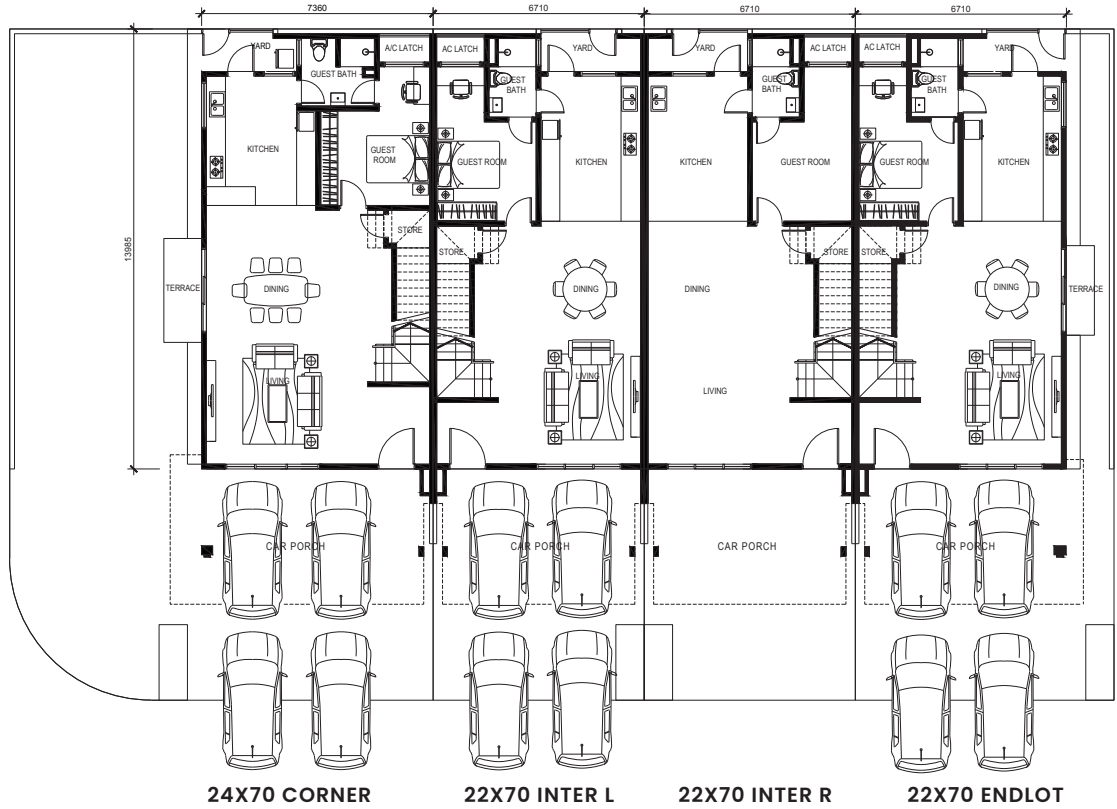 7360 6710 6710 6710
13985
YARD A/C LATCH AC LATCH YARD YARD AC LATCH AC LATCH YARD
GUEST BATH
GUEST
BATH
GUEST
BATH
GUEST
BATH
KITCHEN
GUEST
ROOM
GUEST ROOM
KITCHEN
KITCHEN
GUEST ROOM
GUEST ROOM
KITCHEN
STORE
STORE
STORE
STORE
TERRACE
DINING
DINING
DINING
DINING
TERRACE
LIVING
LIVING
LIVING
LIVING
CAR PORCH
CAR PORCH
CAR PORCH
CAR PORCH
24X70 CORNER
22X70 INTER L
22X70 INTER R
22X70 ENDLOT